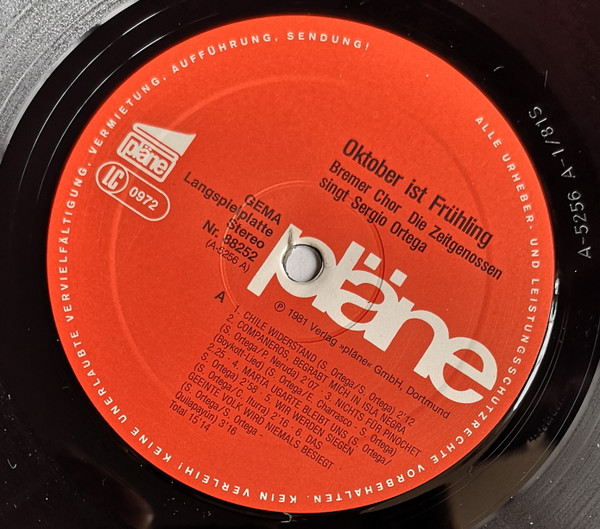 ALLE URHEBER- UND LEISTUNGSSCHUTZRECHTE VORBEHALTEN. KEIN VERLEIH! KEINE UNERLAUBTE VERVIELFÄLTIGUNG, VERMIETUNG, AUFFÜHRUNG, SENDUNG!
pläne
LC 0972
Oktober ist Frühling
Bremer Chor Die Zeitgenossen
singt Sergio Ortega
GEMA
Langspielplatte
Stereo
Nr. 88252
(A-5256 A)
pläne
A
℗ 1981 Verlag »pläne« GmbH, Dortmund
1. CHILE WIDERSTAND (S. Ortega/S. Ortega) 2:12
2. COMPANEROS, BEGRABT MICH IN ISLA NEGRA
(S. Ortega/P. Neruda) 2:07 · 3. NICHTS FÜR PINOCHET
(Boykott-Lied) (S. Ortega/E. Charrasco - S. Ortega)
2:25 · 4. MARTA UGARTE BLEIBT UNS (S. Ortega/
S. Ortega) 2:38 · 5. WIR WERDEN SIEGEN
(S. Ortega/C. Iturra) 2:16 · 6. DAS
GEEINTE VOLK WIRD NIEMALS BESIEGT
(S. Ortega/S. Ortega -
Quilapayun) 3:16
Total 15:14
A-5256 A-1/81S